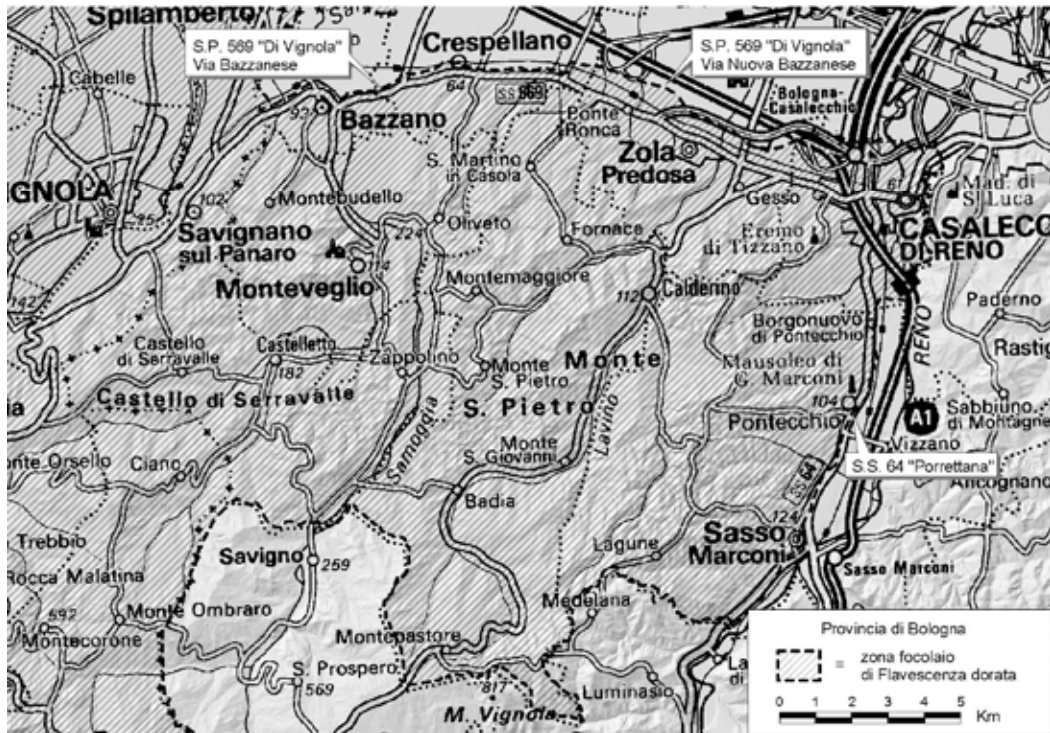 Spilamberto
S.P. 569 "Di Vignola"
Via Bazzanese
Crespellano
S.P. 569 "Di Vignola"
Via Nuova Bazzanese
Cabelle
64
SS 569
Bologna-
Casalecchio
92
Bazzano
Ponte
Ronca
S. Martino
in Casola
Zola
Predosa
IGNOLA
102
Montebudello
Gesso
61
Mad. di
S. Luca
Oliveto
Fornace
Eremo
di Tizzano
CASALECC
DI RENO
Savignano
sul Panaro
224
114
Monteveglio
Montemaggiore
112
Calderino
142
Paderno
Borgonuovo
di Pontecchio
RENO
Rastig
Castello
di Serravalle
Castelletto
182
Zappolino
Monte
S. Pietro
Monte
S. Pietro
Mausoleo di
G. Marconi
104
Castello di Serravalle
Pontecchio
A1
Sabbiuno
di Montagne
Vizzano
Samoggia
Lavino
Monte
S. Giovanni
S.S. 64 "Porrettana"
onte Orsello
Ciano
Ancognano
SS 64
Badia
124
Trebbio
Savigno
259
Lagune
Sasso
Marconi
Sasso Marconi
Rocca Malatina
592
Monte Ombraro
Medelana
Montecorone
Montepastore
S. Prospero
569
817
M. Vignola
Luminasio
La
di
Provincia di Bologna
= zona focolaio
di Flavescenza dorata
0 1 2 3 4 5
Km